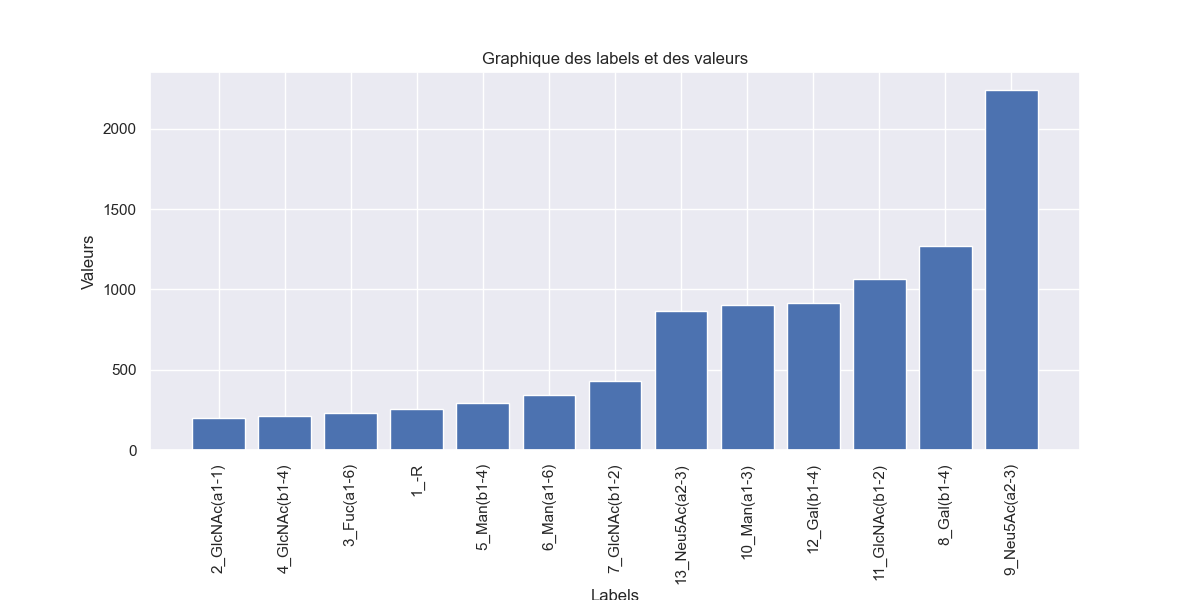 Graphique des labels et des valeurs
Valeurs
2000
1500
1000
500
0
2_GlcNAc(a1-1)
4_GlcNAc(b1-4)
3_Fuc(a1-6)
1_-R
5_Man(b1-4)
6_Man(a1-6)
7_GlcNAc(b1-2)
13_Neu5Ac(a2-3)
10_Man(a1-3)
12_Gal(b1-4)
11_GlcNAc(b1-2)
8_Gal(b1-4)
9_Neu5Ac(a2-3)
Labels